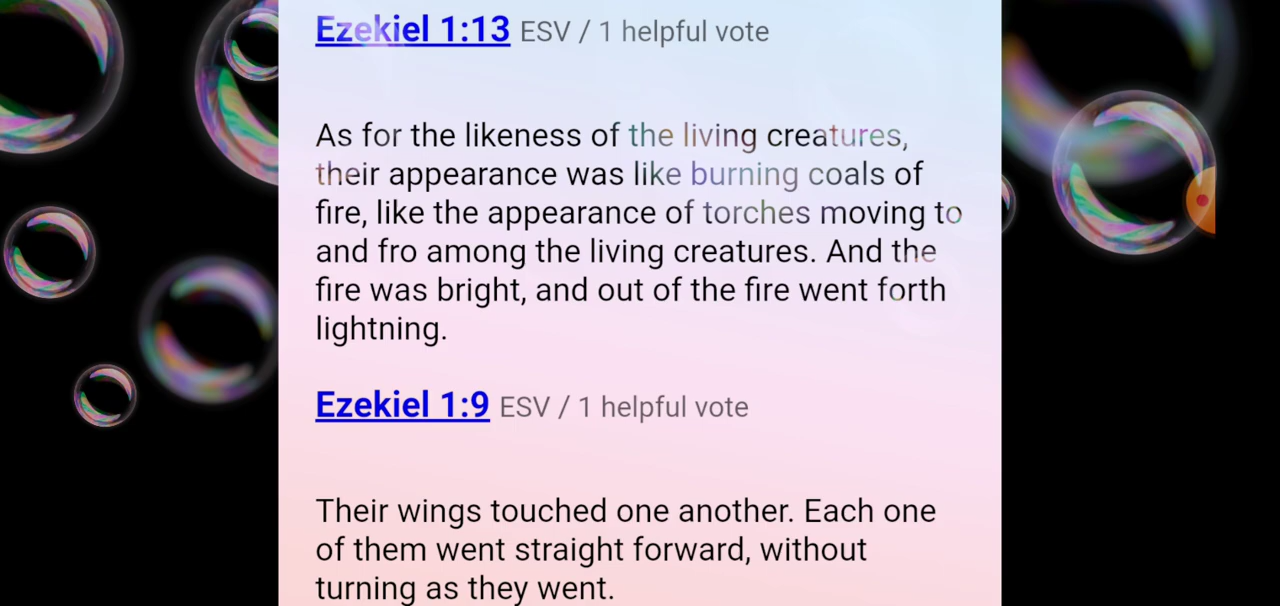 Ezekiel 1:13 ESV / 1 helpful vote
As for the likeness of the living creatures,
their appearance was like burning coals of
fire, like the appearance of torches moving to
and fro among the living creatures. And the
fire was bright, and out of the fire went forth
lightning.
Ezekiel 1:9 ESV / 1 helpful vote
Their wings touched one another. Each one
of them went straight forward, without
turning as they went.